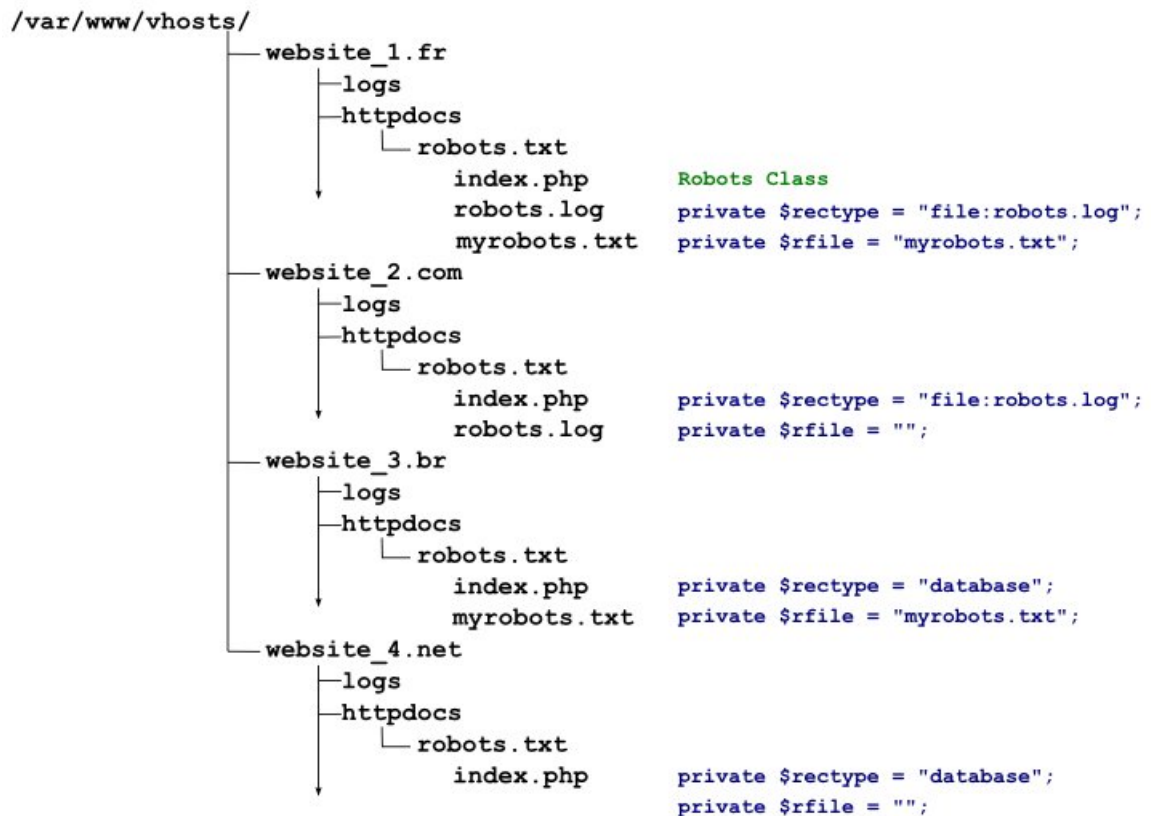 /var/www/vhosts/
website_1.fr
logs
httpdocs
robots.txt
index.php Robots Class
robots.log private $rectype = "file:robots.log";
myrobots.txt private $rfile = "myrobots.txt";
website_2.com
logs
httpdocs
robots.txt
index.php private $rectype = "file:robots.log";
robots.log private $rfile = "";
website_3.br
logs
httpdocs
robots.txt
index.php private $rectype = "database";
myrobots.txt private $rfile = "myrobots.txt";
website_4.net
logs
httpdocs
robots.txt
index.php private $rectype = "database";
private $rfile = "";